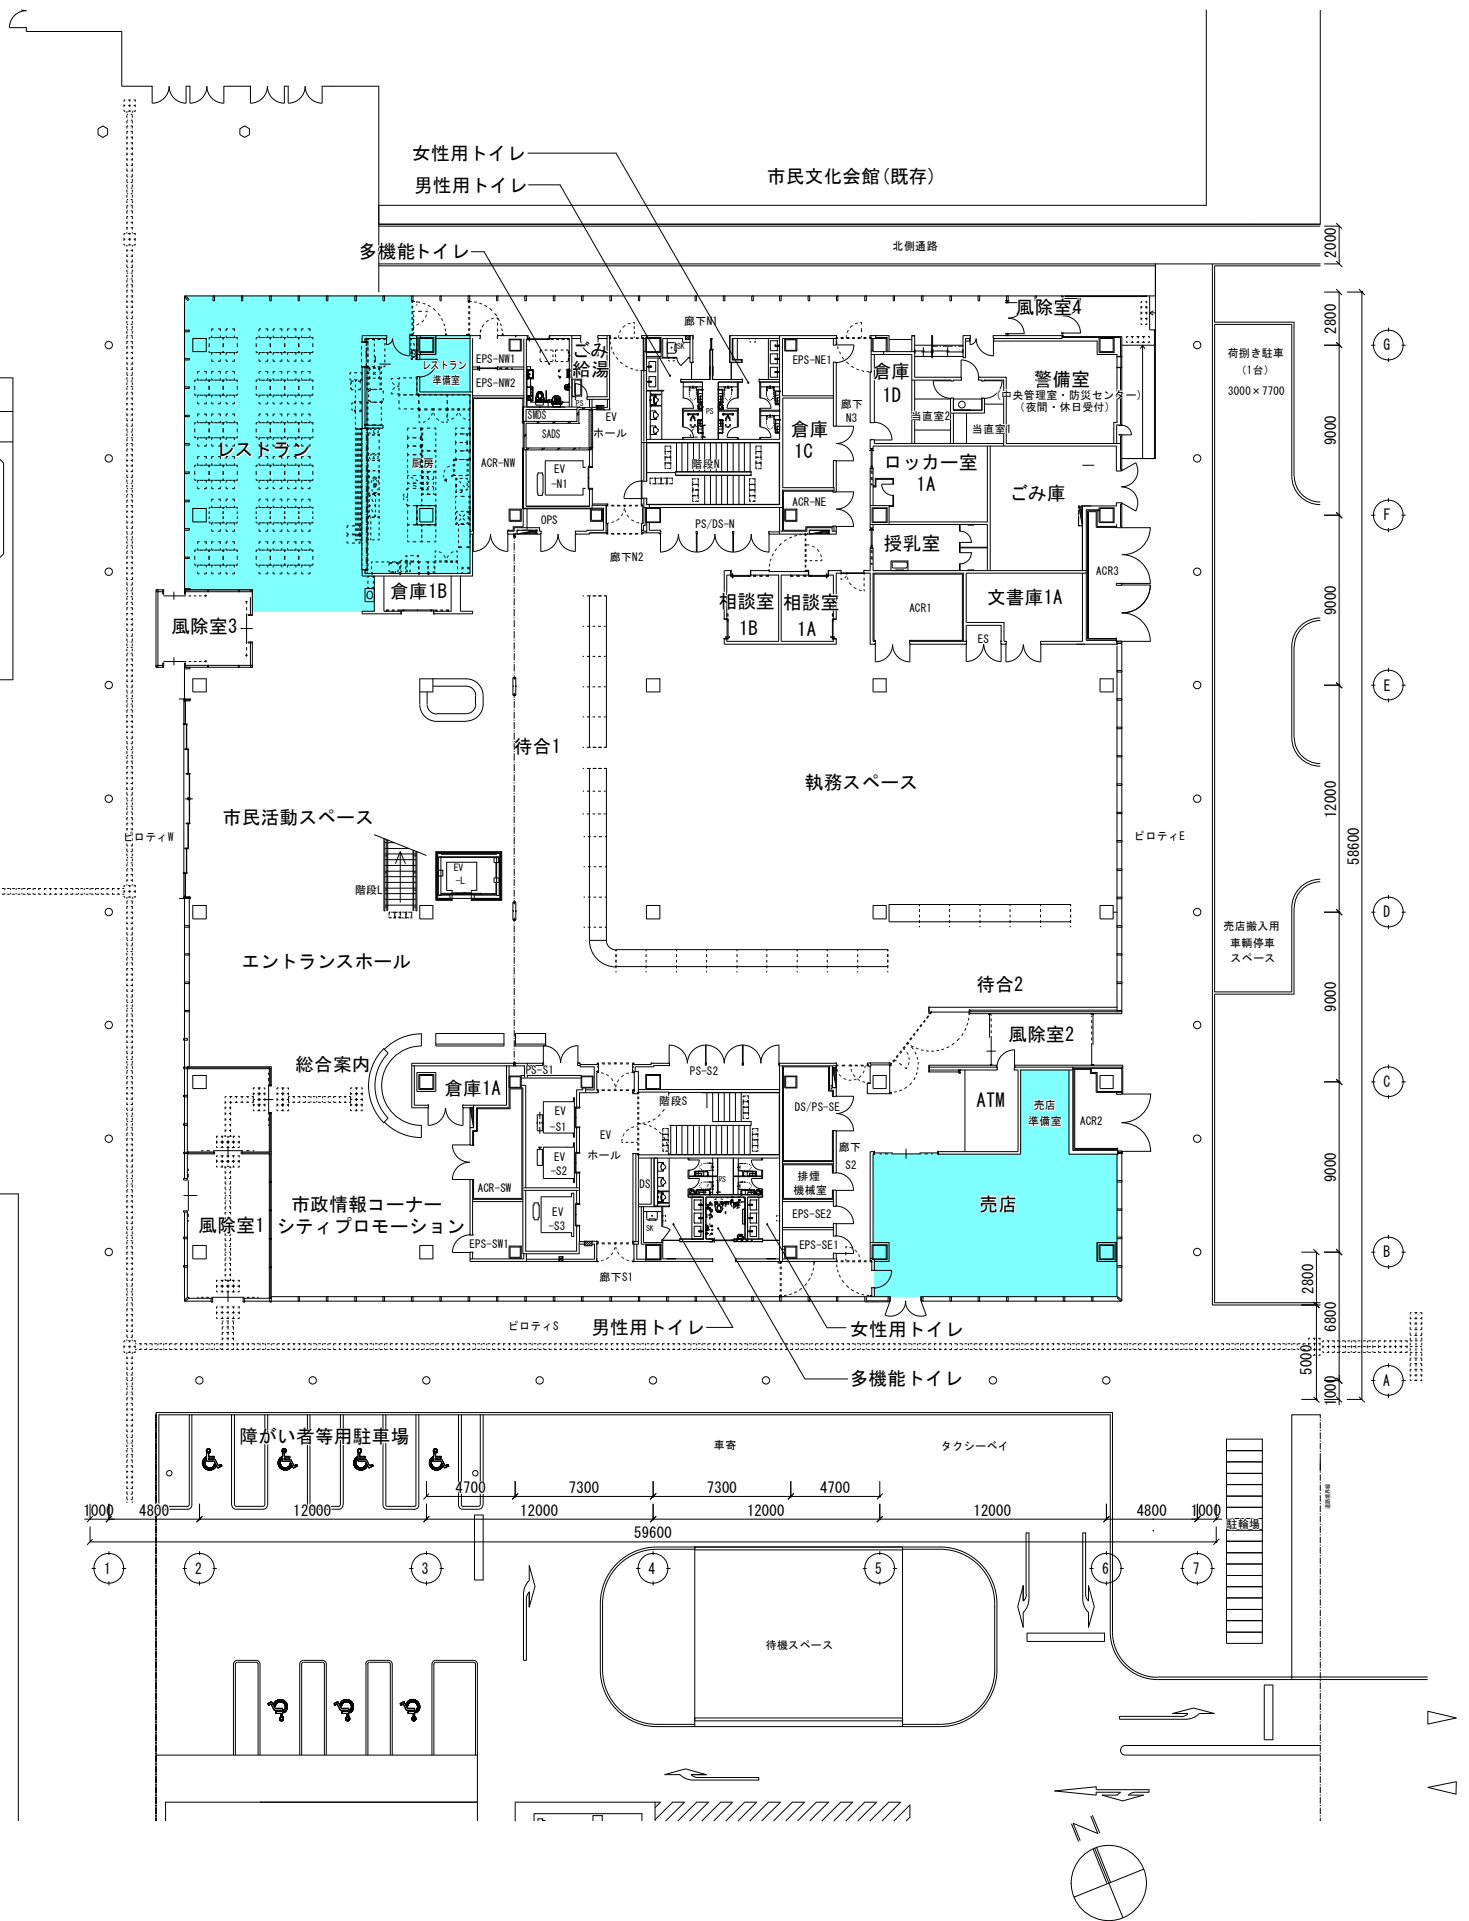 女性用トイレ
男性用トイレ
市民文化会館(既存)
多機能トイレ
北側通路
2000
風除室4
廊下N1
2800
G
荷捌き駐車
(1台)
3000×7700
レストラン
準備室
EPS-NW1
EPS-NW2
ごみ
給湯
SK
EPS-NE1
倉庫
1D
警備室
(中央管理室・防災センター)
(夜間・休日受付)
当直室2
当直室1
廊下
N3
PS
PS
SMDS
SADS
EV
ホール
9000
倉庫
1C
レストラン
厨房
ACR-NW
EV
-N1
階段N
ロッカー室
1A
ごみ庫
ACR-NE
F
OPS
PS/DS-N
廊下N2
授乳室
ACR3
倉庫1B
相談室
1B
相談室
1A
ACR1
文書庫1A
9000
風除室3
ES
E
待合1
執務スペース
市民活動スペース
ピロティW
ピロティE
12000
58600
EV
-L
階段L
D
売店搬入用
車輌停車
スペース
エントランスホール
待合2
9000
風除室2
総合案内
PS-S1
PS-S2
C
倉庫1A
DS/PS-SE
ATM
売店
準備室
ACR2
階段S
EV
-S1
EV
ホール
EV
-S2
廊下
S2
9000
ACR-SW
DS
PS
排煙
機械室
市政情報コーナー
シティプロモーション
風除室1
EV
-S3
SK
EPS-SE2
売店
EPS-SW1
EPS-SE1
B
廊下S1
2800
ピロティS
男性用トイレ
女性用トイレ
6800
5000
多機能トイレ
A
1000
障がい者等用駐車場
車寄
タクシーベイ
4700
7300
7300
4700
1000
4800
12000
12000
12000
12000
4800
1000
59600
駐輪場
1
2
3
4
5
6
7
待機スペース
N